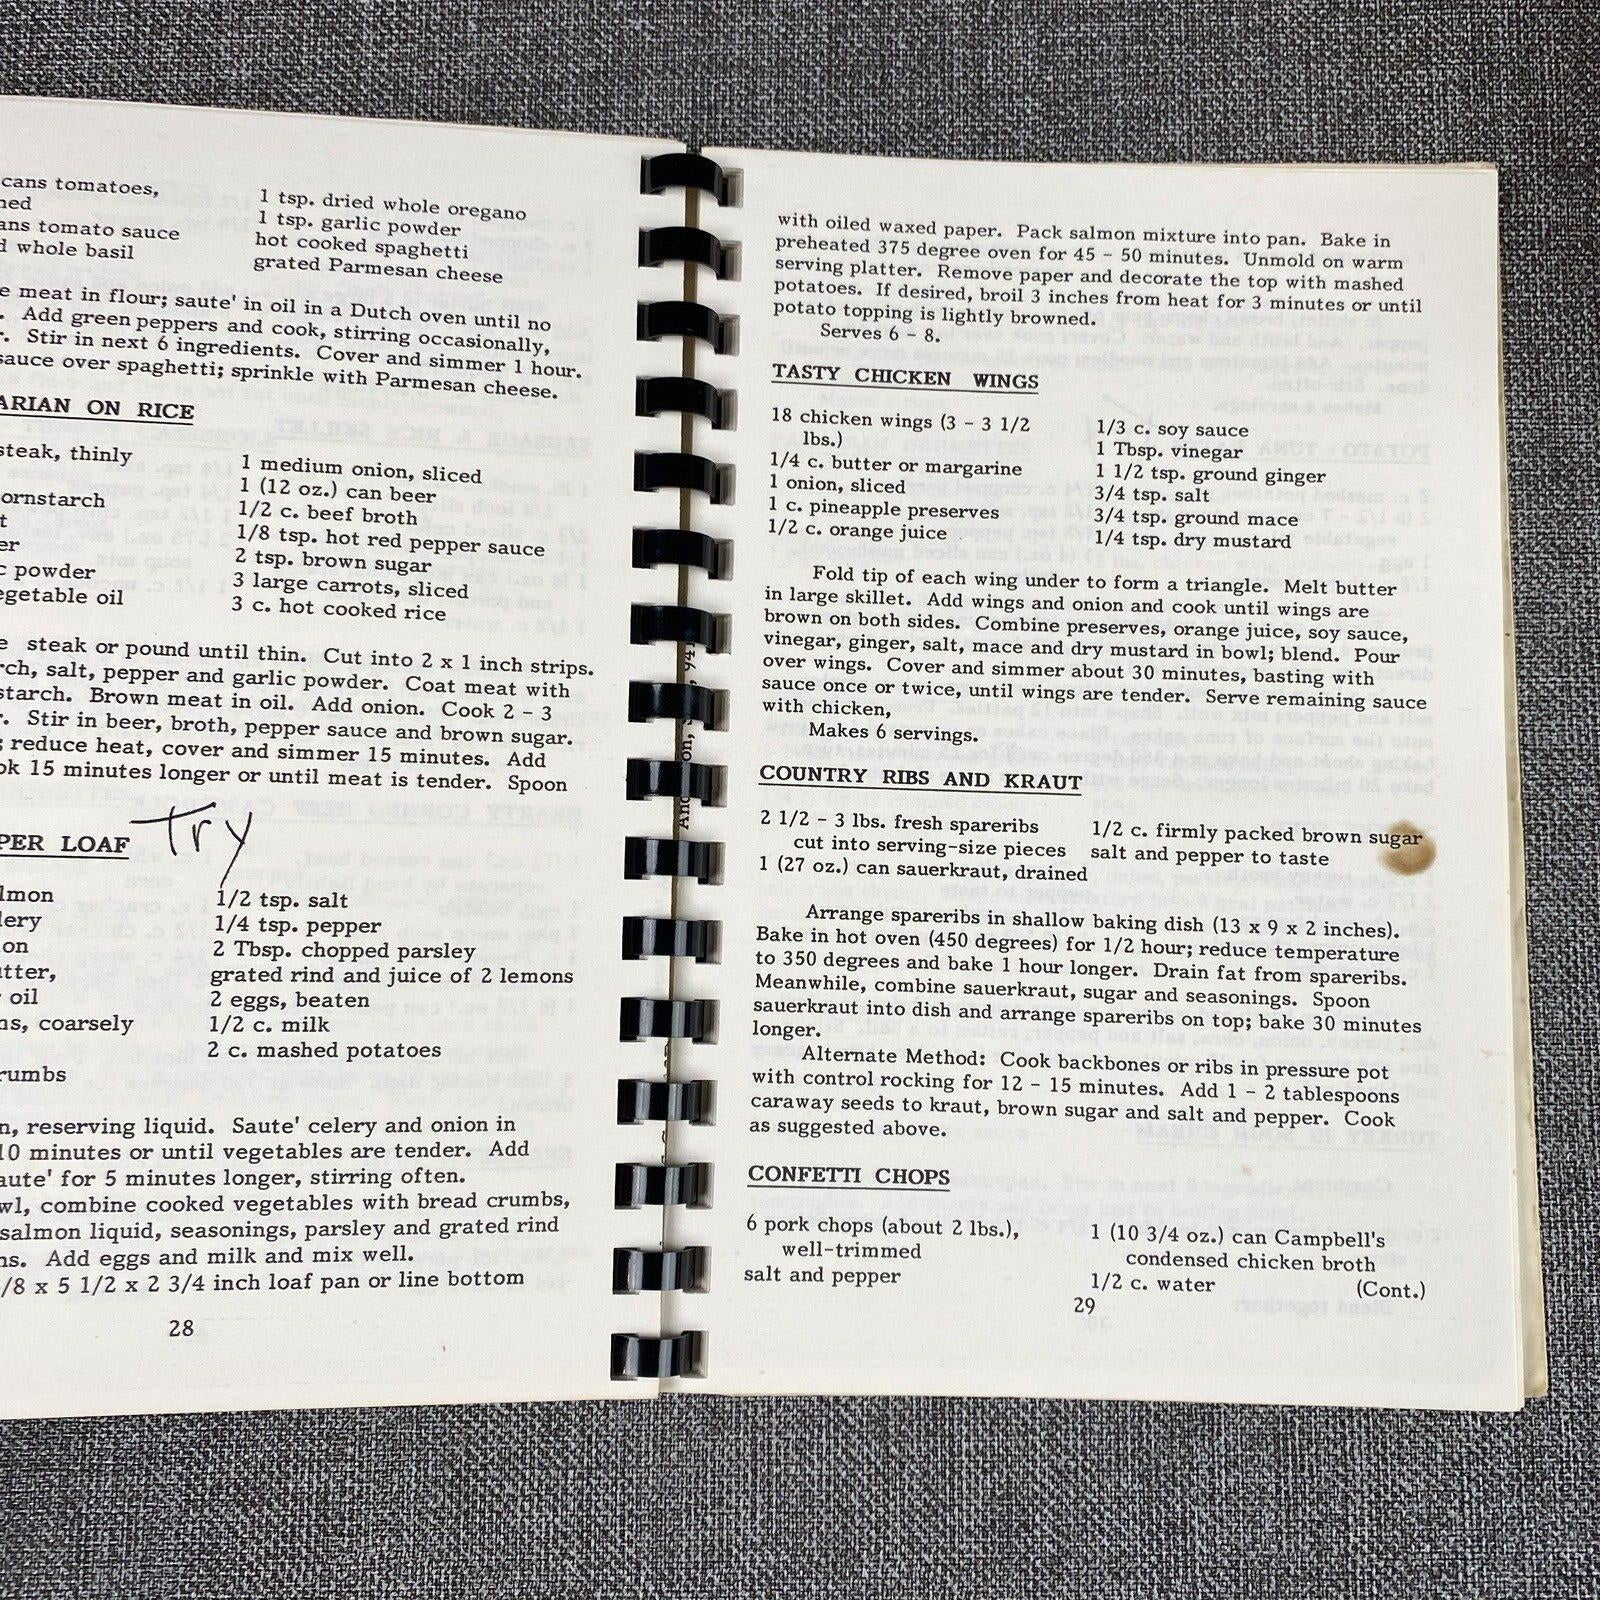 cans tomatoes,
ans tomato sauce
whole basil
1 tsp. dried whole oregano
1 tsp. garlic powder
hot cooked spaghetti
grated Parmesan cheese
meat in flour; saute' in oil in a Dutch oven until no
. Add green peppers and cook, stirring occasionally,
. Stir in next 6 ingredients. Cover and simmer 1 hour.
sauce over spaghetti; sprinkle with Parmesan cheese.
ARIAN ON RICE
steak, thinly
ornstarch
powder
egetable oil
1 medium onion, sliced
1 (12 oz.) can beer
1/2 c. beef broth
1/8 tsp. hot red pepper sauce
2 tsp. brown sugar
3 large carrots, sliced
3 c. hot cooked rice
steak or pound until thin. Cut into 2 x 1 inch strips.
rch, salt, pepper and garlic powder. Coat meat with
starch. Brown meat in oil. Add onion. Cook 2 - 3
. Stir in beer, broth, pepper sauce and brown sugar.
; reduce heat, cover and simmer 15 minutes. Add
ok 15 minutes longer or until meat is tender. Spoon
PER LOAF Try
lmon
lery
ion
utter,
oil
ns, coarsely
rumbs
1/2 tsp. salt
1/4 tsp. pepper
2 Tbsp. chopped parsley
grated rind and juice of 2 lemons
2 eggs, beaten
1/2 c. milk
2 c. mashed potatoes
n, reserving liquid. Saute' celery and onion in
10 minutes or until vegetables are tender. Add
aute' for 5 minutes longer, stirring often.
wl, combine cooked vegetables with bread crumbs,
salmon liquid, seasonings, parsley and grated rind
ns. Add eggs and milk and mix well.
/8 x 5 1/2 x 2 3/4 inch loaf pan or line bottom
28
with oiled waxed paper. Pack salmon mixture into pan. Bake in
preheated 375 degree oven for 45 - 50 minutes. Unmold on warm
serving platter. Remove paper and decorate the top with mashed
potatoes. If desired, broil 3 inches from heat for 3 minutes or until
potato topping is lightly browned.
Serves 6 - 8.
TASTY CHICKEN WINGS
18 chicken wings (3 - 3 1/2
lbs.)
1/4 c. butter or margarine
1 onion, sliced
1 c. pineapple preserves
1/2 c. orange juice
1/3 c. soy sauce
1 Tbsp. vinegar
1 1/2 tsp. ground ginger
3/4 tsp. salt
3/4 tsp. ground mace
1/4 tsp. dry mustard
Fold tip of each wing under to form a triangle. Melt butter
in large skillet. Add wings and onion and cook until wings are
brown on both sides. Combine preserves, orange juice, soy sauce,
vinegar, ginger, salt, mace and dry mustard in bowl; blend. Pour
over wings. Cover and simmer about 30 minutes, basting with
sauce once or twice, until wings are tender. Serve remaining sauce
with chicken,
Makes 6 servings.
COUNTRY RIBS AND KRAUT
2 1/2 - 3 lbs. fresh spareribs
cut into serving-size pieces
1 (27 oz.) can sauerkraut, drained
1/2 c. firmly packed brown sugar
salt and pepper to taste
Arrange spareribs in shallow baking dish (13 x 9 x 2 inches).
Bake in hot oven (450 degrees) for 1/2 hour; reduce temperature
to 350 degrees and bake 1 hour longer. Drain fat from spareribs.
Meanwhile, combine sauerkraut, sugar and seasonings. Spoon
sauerkraut into dish and arrange spareribs on top; bake 30 minutes
longer.
Alternate Method: Cook backbones or ribs in pressure pot
with control rocking for 12 - 15 minutes. Add 1 - 2 tablespoons
caraway seeds to kraut, brown sugar and salt and pepper. Cook
as suggested above.
CONFETTI CHOPS
6 pork chops (about 2 lbs.),
well-trimmed
salt and pepper
1 (10 3/4 oz.) can Campbell's
condensed chicken broth
1/2 c. water (Cont.)
29